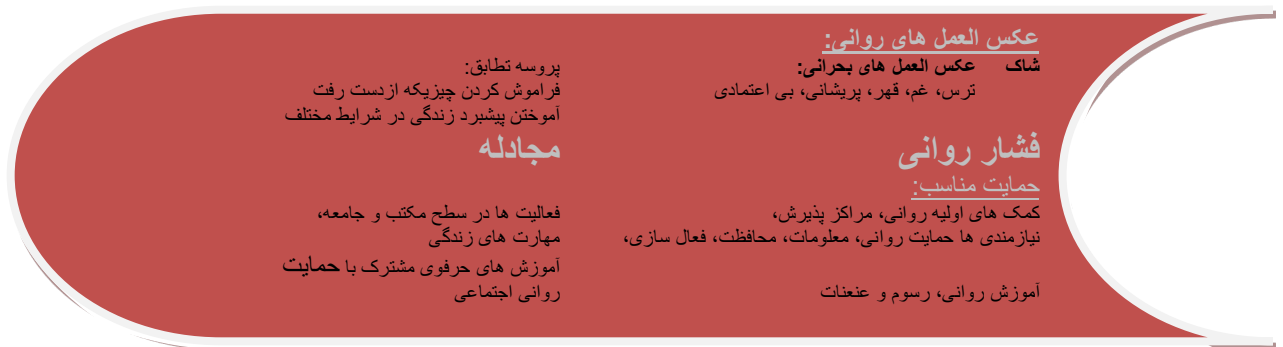 عکس العمل های روانی:
شاک عکس العمل های بحرانی: پروسه تطابق:
ترس، غم، قهر، پریشانی، بی اعتمادی فراموش کردن چیزیکه ازدست رفت
آموختن پیشبرد زندگی در شرایط مختلف
فشار روانی مجادله
حمایت مناسب:
کمک های اولیه روانی، مراکز پذیرش، فعالیت ها در سطح مکتب و جامعه،
نیازمندی ها حمایت روانی، معلومات، محافظت، فعال سازی، مهارت های زندگی
آموزش های حرفوی مشترک با حمایت
آموزش روانی، رسوم و عنعنات روانی اجتماعی